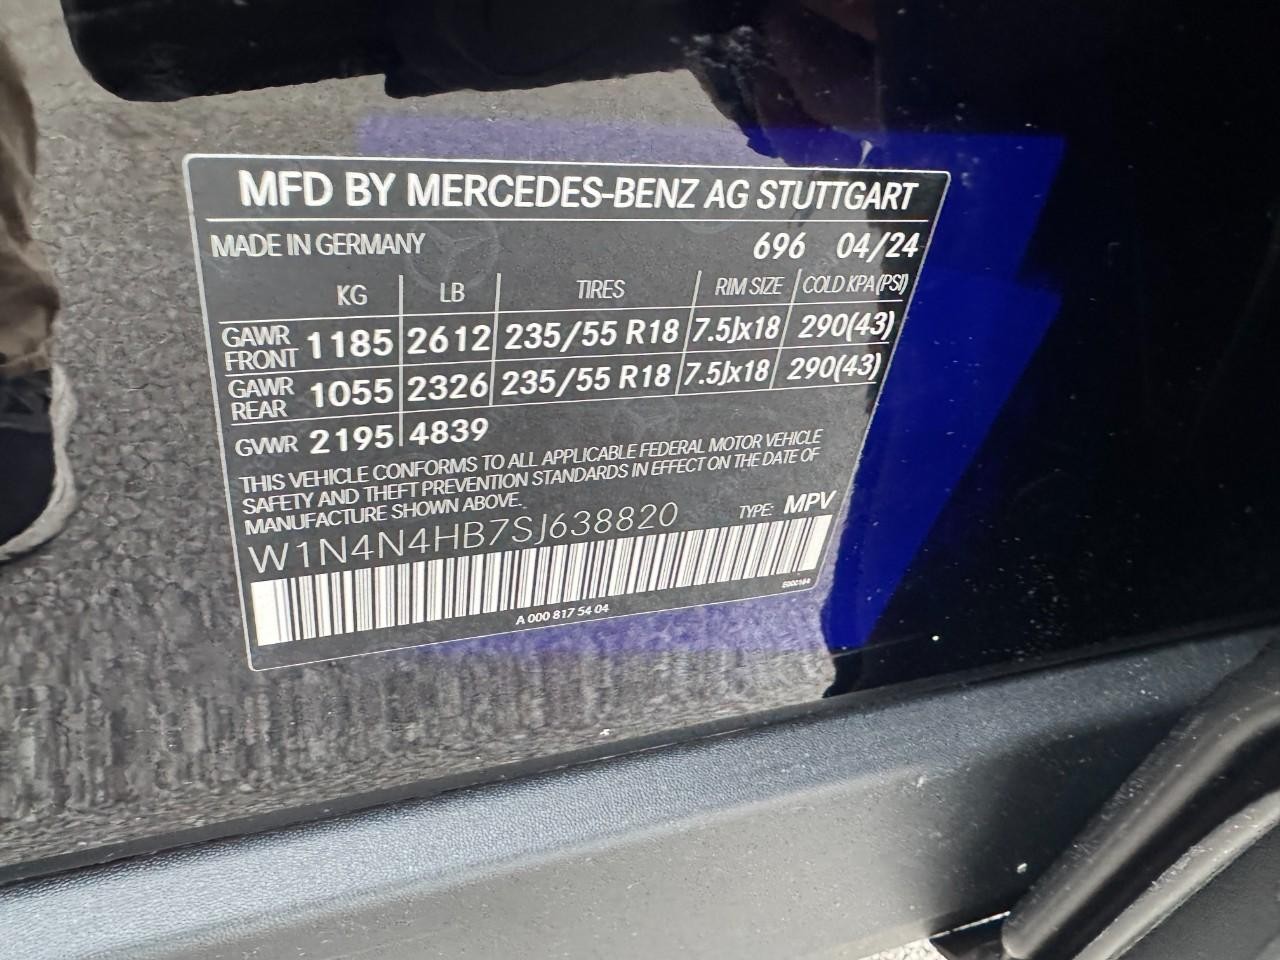 MFD BY MERCEDES-BENZ AG STUTTGART
MADE IN GERMANY 696 04/24
KG LB TIRES RIM SIZE COLD KPA (PSI)
GAWR FRONT 1185 2612 235/55 R18 7.5Jx18 290(43)
GAWR REAR 1055 2326 235/55 R18 7.5Jx18 290(43)
GVWR 2195 4839
THIS VEHICLE CONFORMS TO ALL APPLICABLE FEDERAL MOTOR VEHICLE
SAFETY AND THEFT PREVENTION STANDARDS IN EFFECT ON THE DATE OF
MANUFACTURE SHOWN ABOVE.
W1N4N4HB7SJ638820 TYPE: MPV
A 000 817 54 04